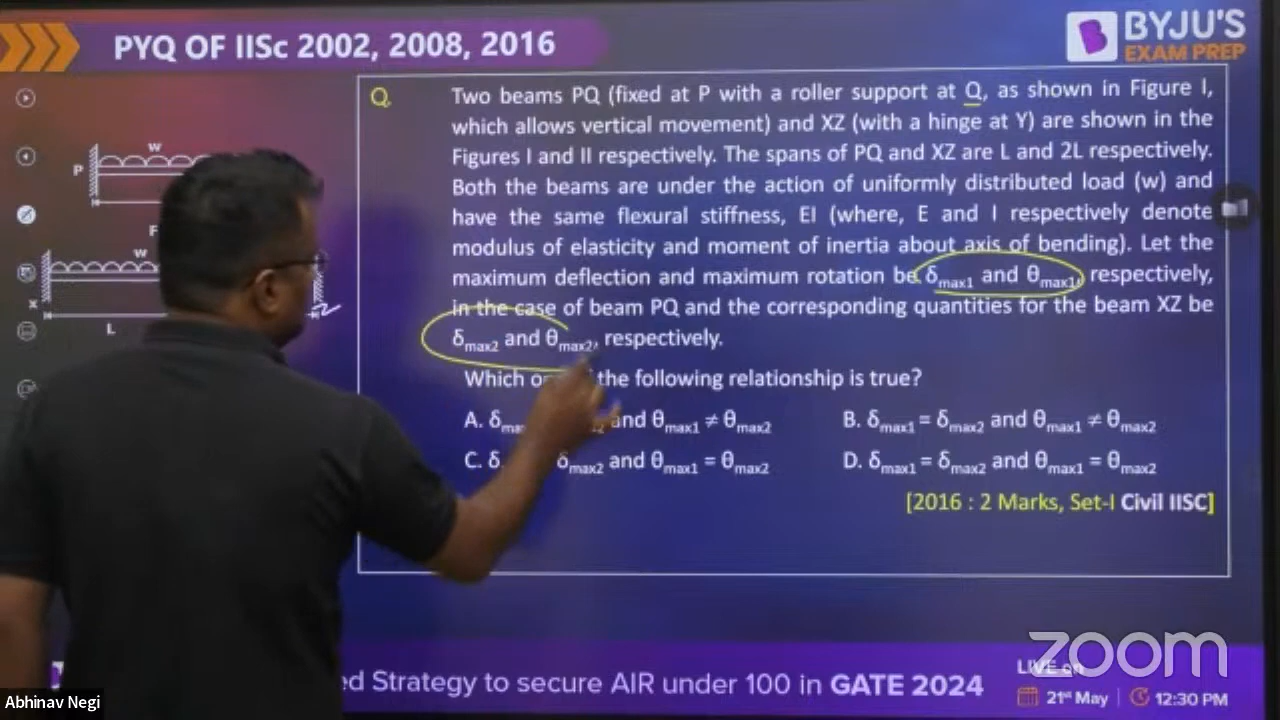 PYQ OF IISc 2002, 2008, 2016
BYJU'S
EXAM PREP
Q.
Two beams PQ (fixed at P with a roller support at Q, as shown in Figure I,
which allows vertical movement) and XZ (with a hinge at Y) are shown in the
Figures I and II respectively. The spans of PQ and XZ are L and 2L respectively.
Both the beams are under the action of uniformly distributed load (w) and
have the same flexural stiffness, EI (where, E and I respectively denote
modulus of elasticity and moment of inertia about axis of bending). Let the
maximum deflection and maximum rotation be δmax1 and θmax1, respectively,
in the case of beam PQ and the corresponding quantities for the beam XZ be
δmax2 and θmax2, respectively.
Which of the following relationship is true?
A. δ and θmax1 ≠ θmax2
B. δmax1 = δmax2 and θmax1 ≠ θmax2
C. δ δmax2 and θmax1 = θmax2
D. δmax1 = δmax2 and θmax1 = θmax2
[2016 : 2 Marks, Set-I Civil IISC]
w
P
F
w
x
z
L
Strategy to secure AIR under 100 in GATE 2024
LIVE on
21st May
12:30 PM
zoom
Abhinav Negi